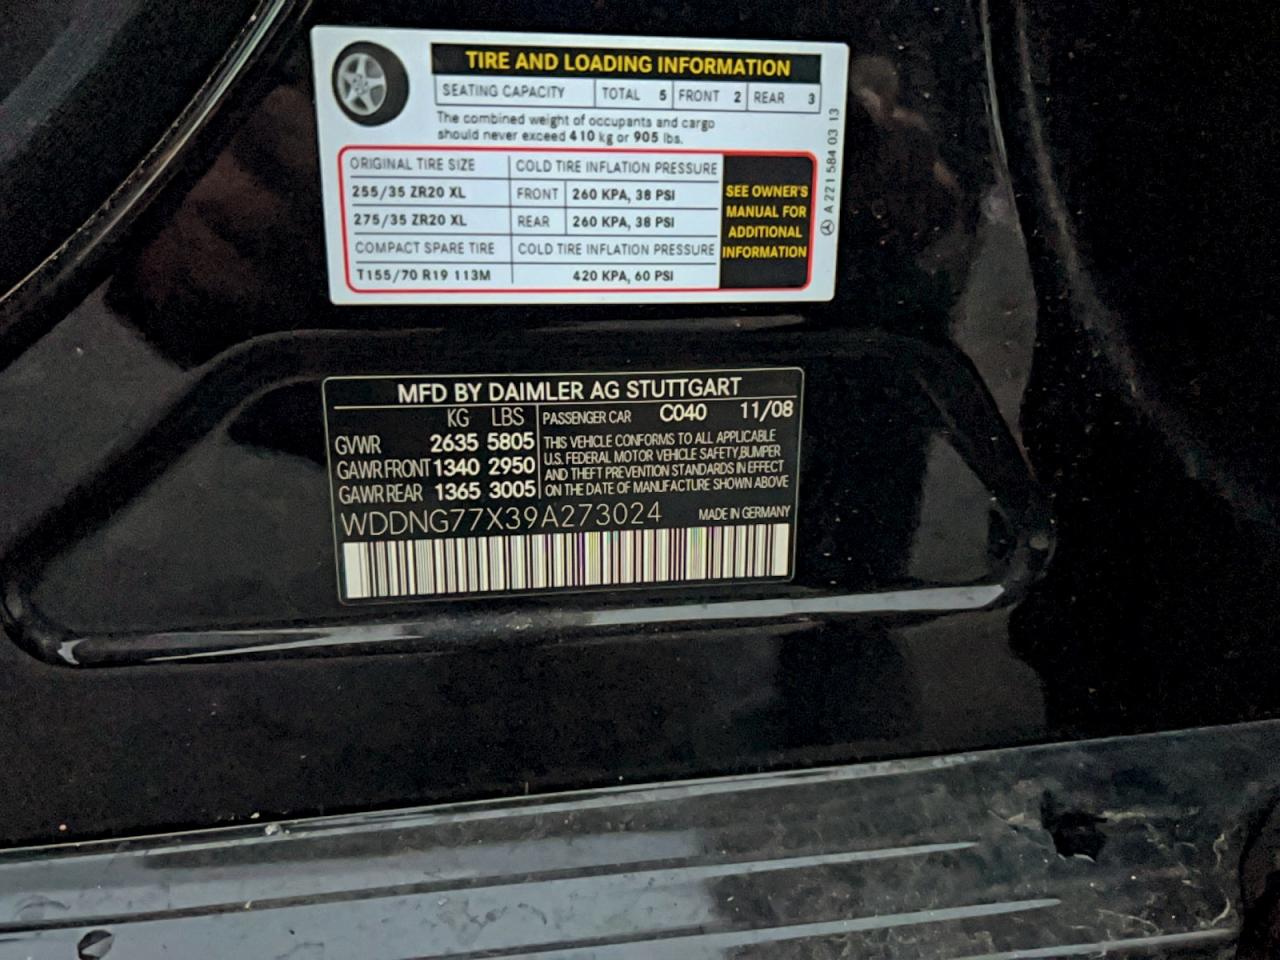 TIRE AND LOADING INFORMATION
SEATING CAPACITY TOTAL 5 FRONT 2 REAR 3
The combined weight of occupants and cargo
should never exceed 410 kg or 905 lbs.
ORIGINAL TIRE SIZE COLD TIRE INFLATION PRESSURE
255/35 ZR20 XL FRONT 260 KPA, 38 PSI
275/35 ZR20 XL REAR 260 KPA, 38 PSI
COMPACT SPARE TIRE COLD TIRE INFLATION PRESSURE
T155/70 R19 113M 420 KPA, 60 PSI
SEE OWNER'S
MANUAL FOR
ADDITIONAL
INFORMATION
A 221 584 03 13
MFD BY DAIMLER AG STUTTGART
KG LBS PASSENGER CAR C040 11/08
GVWR 2635 5805
GAWR FRONT 1340 2950
GAWR REAR 1365 3005
THIS VEHICLE CONFORMS TO ALL APPLICABLE
U.S. FEDERAL MOTOR VEHICLE SAFETY,BUMPER
AND THEFT PREVENTION STANDARDS IN EFFECT
ON THE DATE OF MANUFACTURE SHOWN ABOVE
WDDNG77X39A273024 MADE IN GERMANY